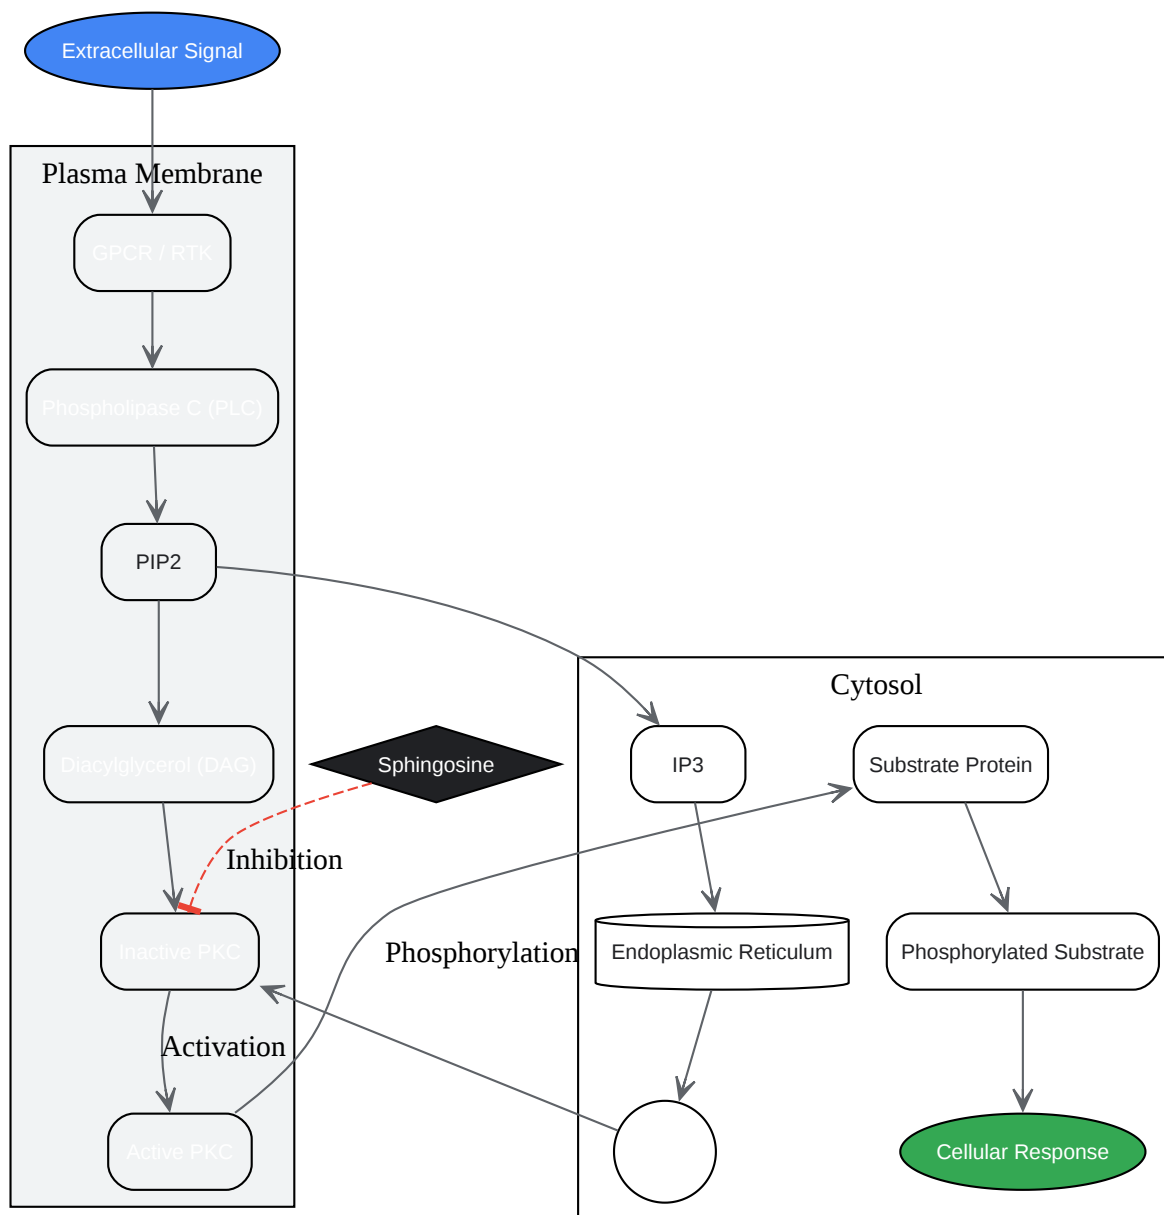 Extracellular Signal
Plasma Membrane
GPCR / RTK
Phospholipase C (PLC)
PIP2
Cytosol
Diacylglycerol (DAG)
Sphingosine
IP3
Substrate Protein
Inhibition
Inactive PKC
Phosphorylation
Endoplasmic Reticulum
Phosphorylated Substrate
Activation
Active PKC
Cellular Response